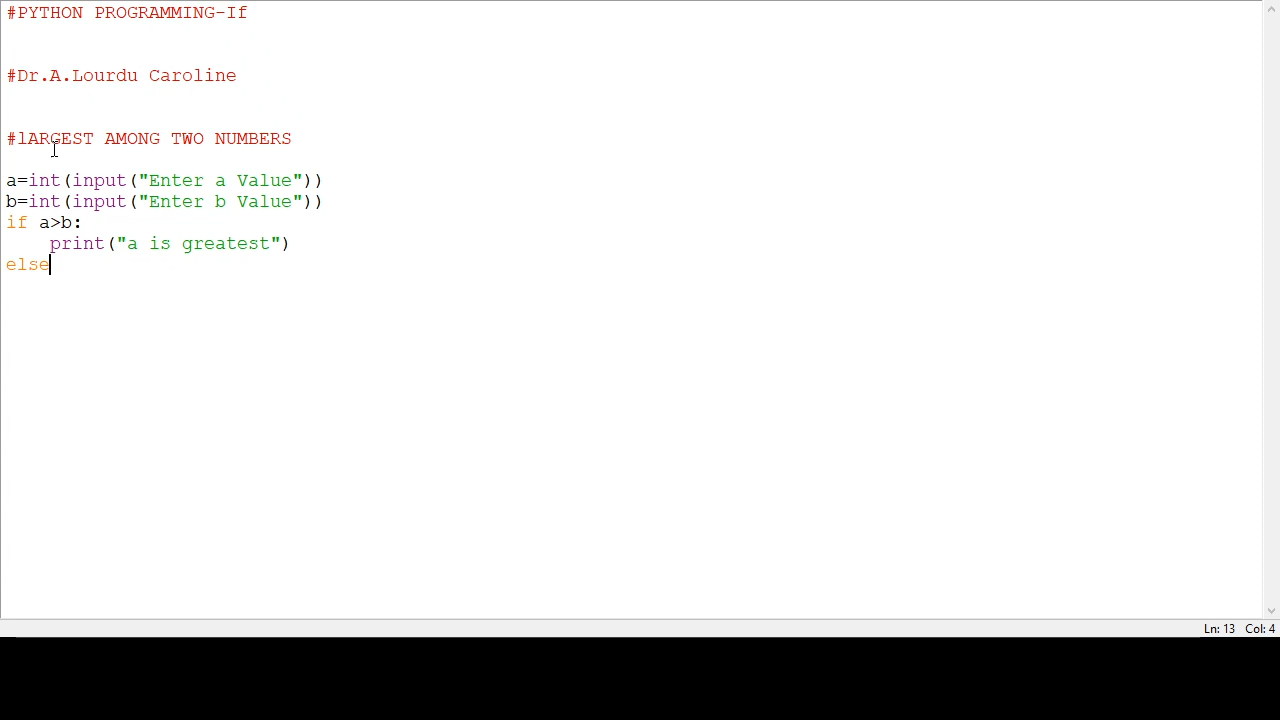 #PYTHON PROGRAMMING-If
#Dr.A.Lourdu Caroline
#lARGEST AMONG TWO NUMBERS
a=int(input("Enter a Value"))
b=int(input("Enter b Value"))
if a>b:
    print("a is greatest")
else
Ln: 13 Col: 4